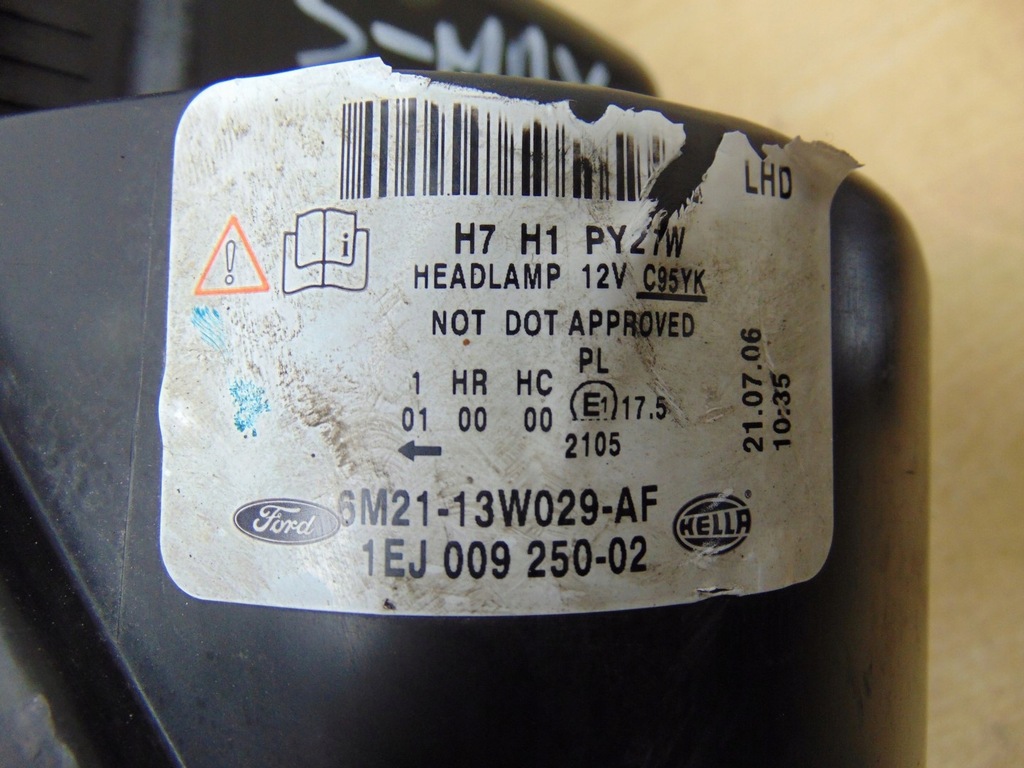 S-MAX
LHD
H7 H1 PY21W
HEADLAMP 12V C95YK
NOT DOT APPROVED
PL
1 HR HC
01 00 00 E1 17.5
2105
21.07.06
10:35
Ford 6M21-13W029-AF HELLA®
1EJ 009 250-02